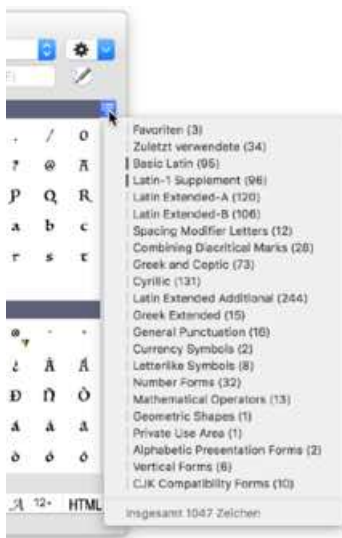 . / 0
? @ A
P Q R
a b c
r s t
Favoriten (3)
Zuletzt verwendete (34)
Basic Latin (95)
Latin-1 Supplement (96)
Latin Extended-A (120)
Latin Extended-B (106)
Spacing Modifier Letters (12)
Combining Diacritical Marks (28)
Greek and Coptic (73)
Cyrillic (131)
Latin Extended Additional (244)
Greek Extended (15)
General Punctuation (16)
Currency Symbols (2)
Letterlike Symbols (8)
Number Forms (32)
Mathematical Operators (13)
Geometric Shapes (1)
Private Use Area (1)
Alphabetic Presentation Forms (2)
Vertical Forms (6)
CJK Compatibility Forms (10)
Insgesamt 1047 Zeichen
A 12+ HTML